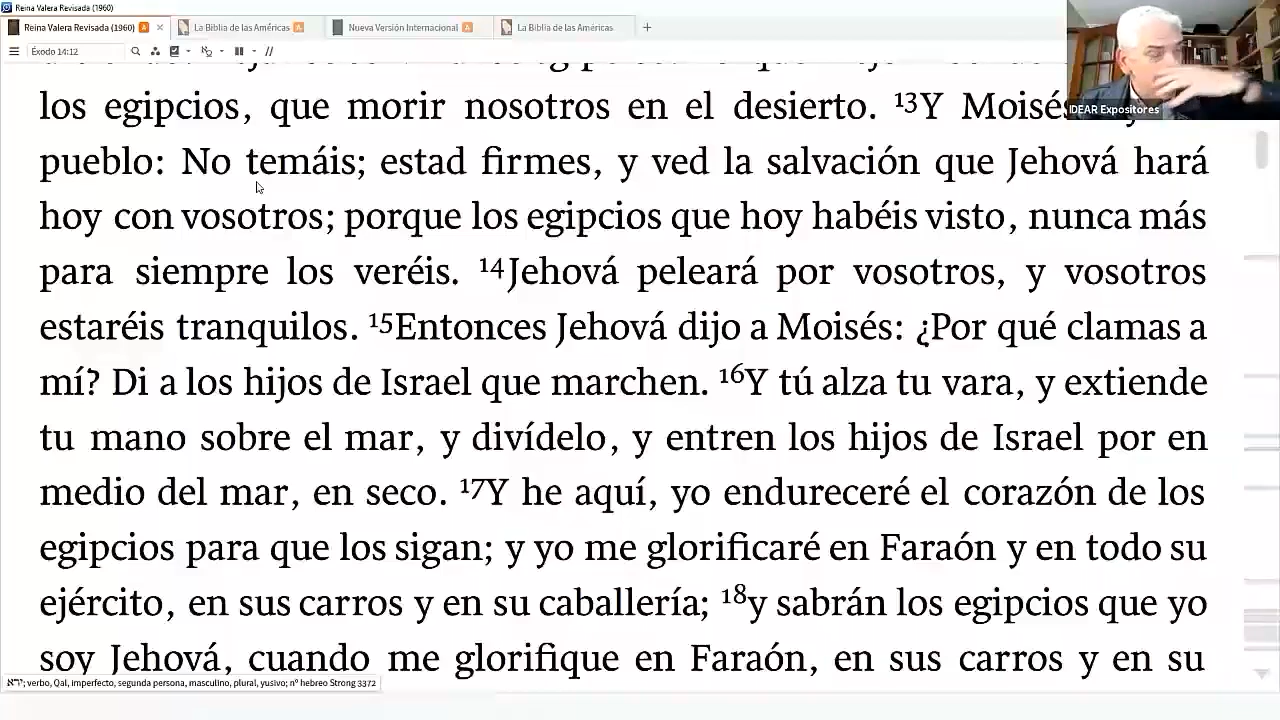 Reina Valera Revisada (1960)
Reina Valera Revisada (1960) La Biblia de las Américas Nueva Versión Internacional La Biblia de las Américas
Éxodo 14:12
IDEAR Expositores
los egipcios, que morir nosotros en el desierto. ¹³Y Moisés
pueblo: No temáis; estad firmes, y ved la salvación que Jehová hará
hoy con vosotros; porque los egipcios que hoy habéis visto, nunca más
para siempre los veréis. ¹⁴Jehová peleará por vosotros, y vosotros
estaréis tranquilos. ¹⁵Entonces Jehová dijo a Moisés: ¿Por qué clamas a
mí? Di a los hijos de Israel que marchen. ¹⁶Y tú alza tu vara, y extiende
tu mano sobre el mar, y divídelo, y entren los hijos de Israel por en
medio del mar, en seco. ¹⁷Y he aquí, yo endureceré el corazón de los
egipcios para que los sigan; y yo me glorificaré en Faraón y en todo su
ejército, en sus carros y en su caballería; ¹⁸y sabrán los egipcios que yo
soy Jehová, cuando me glorifique en Faraón, en sus carros y en su
ירא; verbo, Qal, imperfecto, segunda persona, masculino, plural, yusivo; nº hebreo Strong 3372